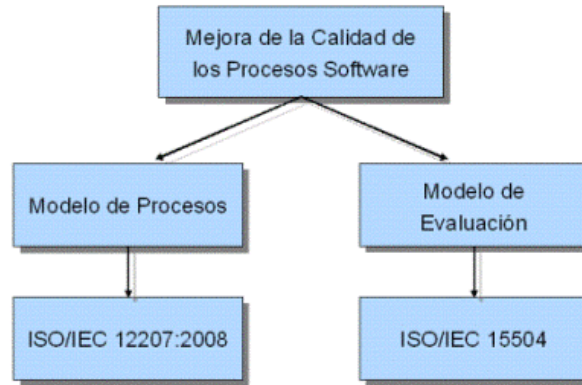 Mejora de la Calidad de
los Procesos Software
Modelo de Procesos
Modelo de
Evaluación
ISO/IEC 12207:2008
ISO/IEC 15504